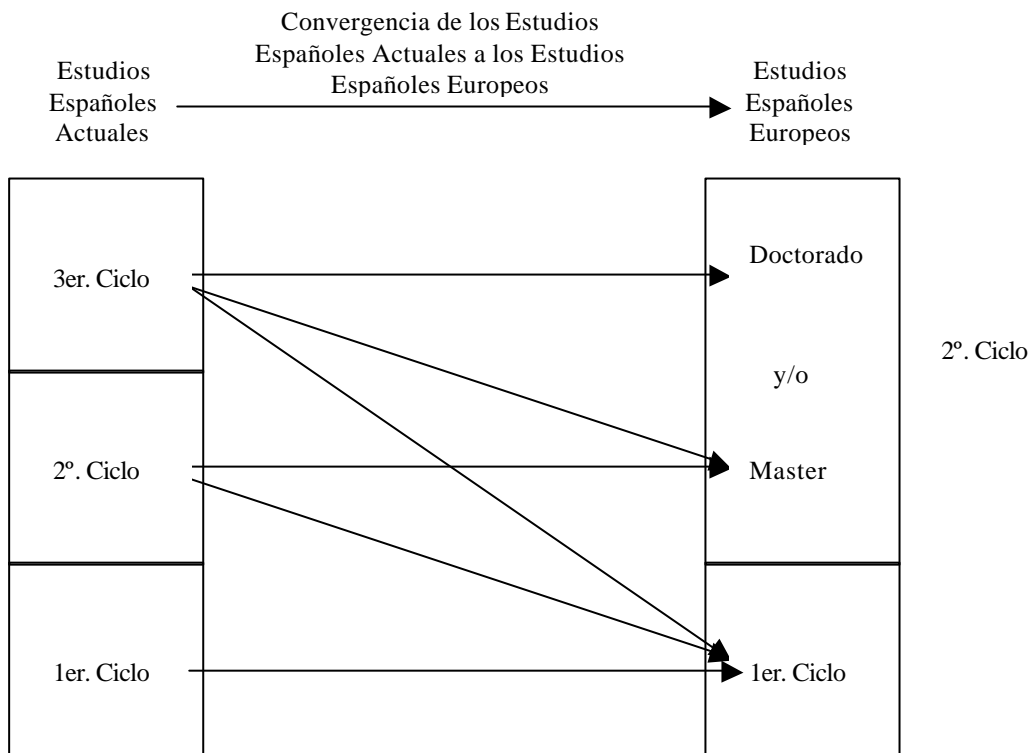 Convergencia de los Estudios
Españoles Actuales a los Estudios
Españoles Europeos
Estudios
Españoles
Actuales
Estudios
Españoles
Europeos
3er. Ciclo
2º. Ciclo
1er. Ciclo
Doctorado
y/o
Master
1er. Ciclo
2º. Ciclo